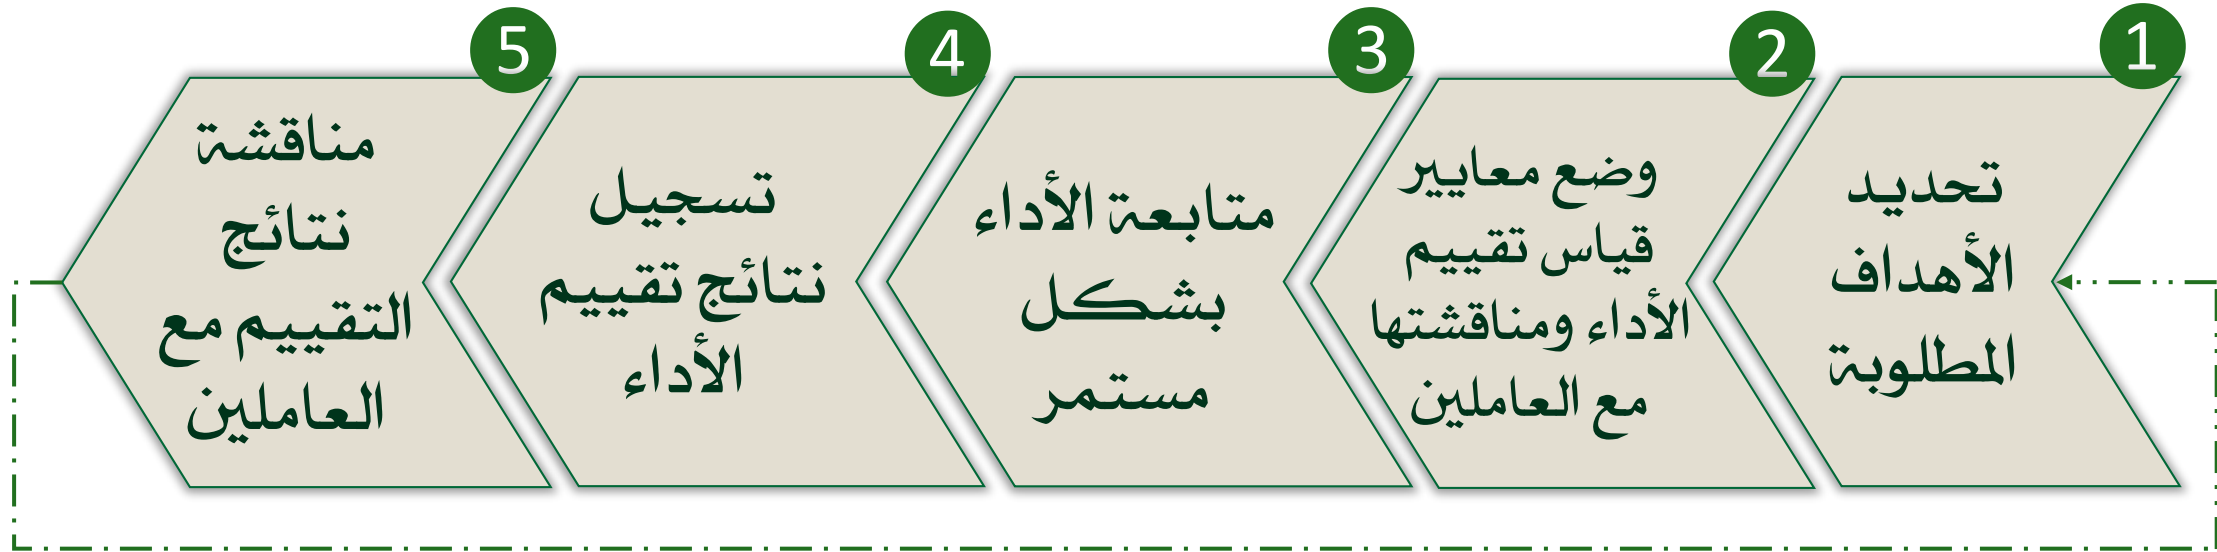 1
تحديد
الأهداف
المطلوبة
2
وضع معايير
قياس تقييم
الأداء ومناقشتها
مع العاملين
3
متابعة الأداء
بشكل
مستمر
4
تسجيل
نتائج تقييم
الأداء
5
مناقشة
نتائج
التقييم مع
العاملين